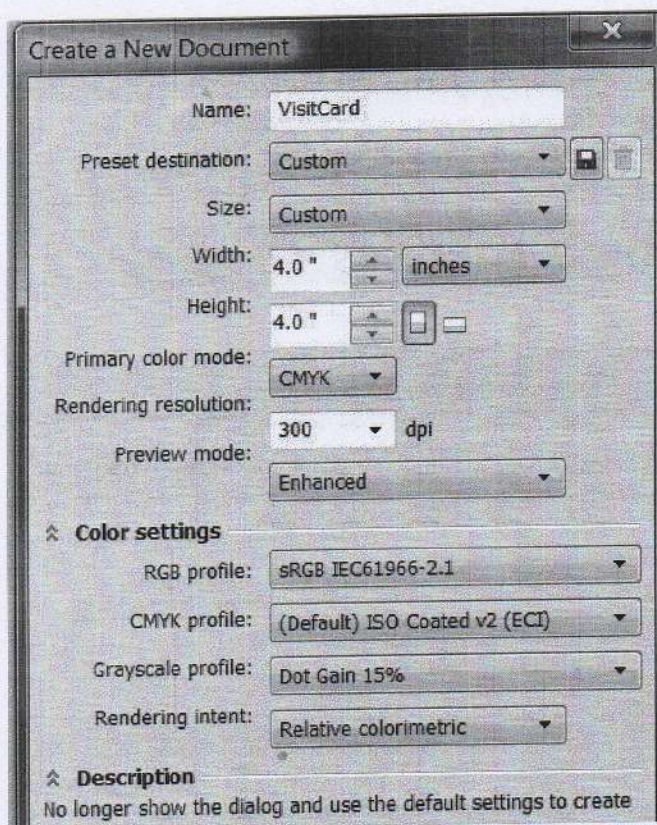 Create a New Document
Name: VisitCard
Preset destination: Custom
Size: Custom
Width: 4.0 " inches
Height: 4.0 "
Primary color mode: CMYK
Rendering resolution: 300 dpi
Preview mode: Enhanced
Color settings
RGB profile: sRGB IEC61966-2.1
CMYK profile: (Default) ISO Coated v2 (ECI)
Grayscale profile: Dot Gain 15%
Rendering intent: Relative colorimetric
Description
No longer show the dialog and use the default settings to create